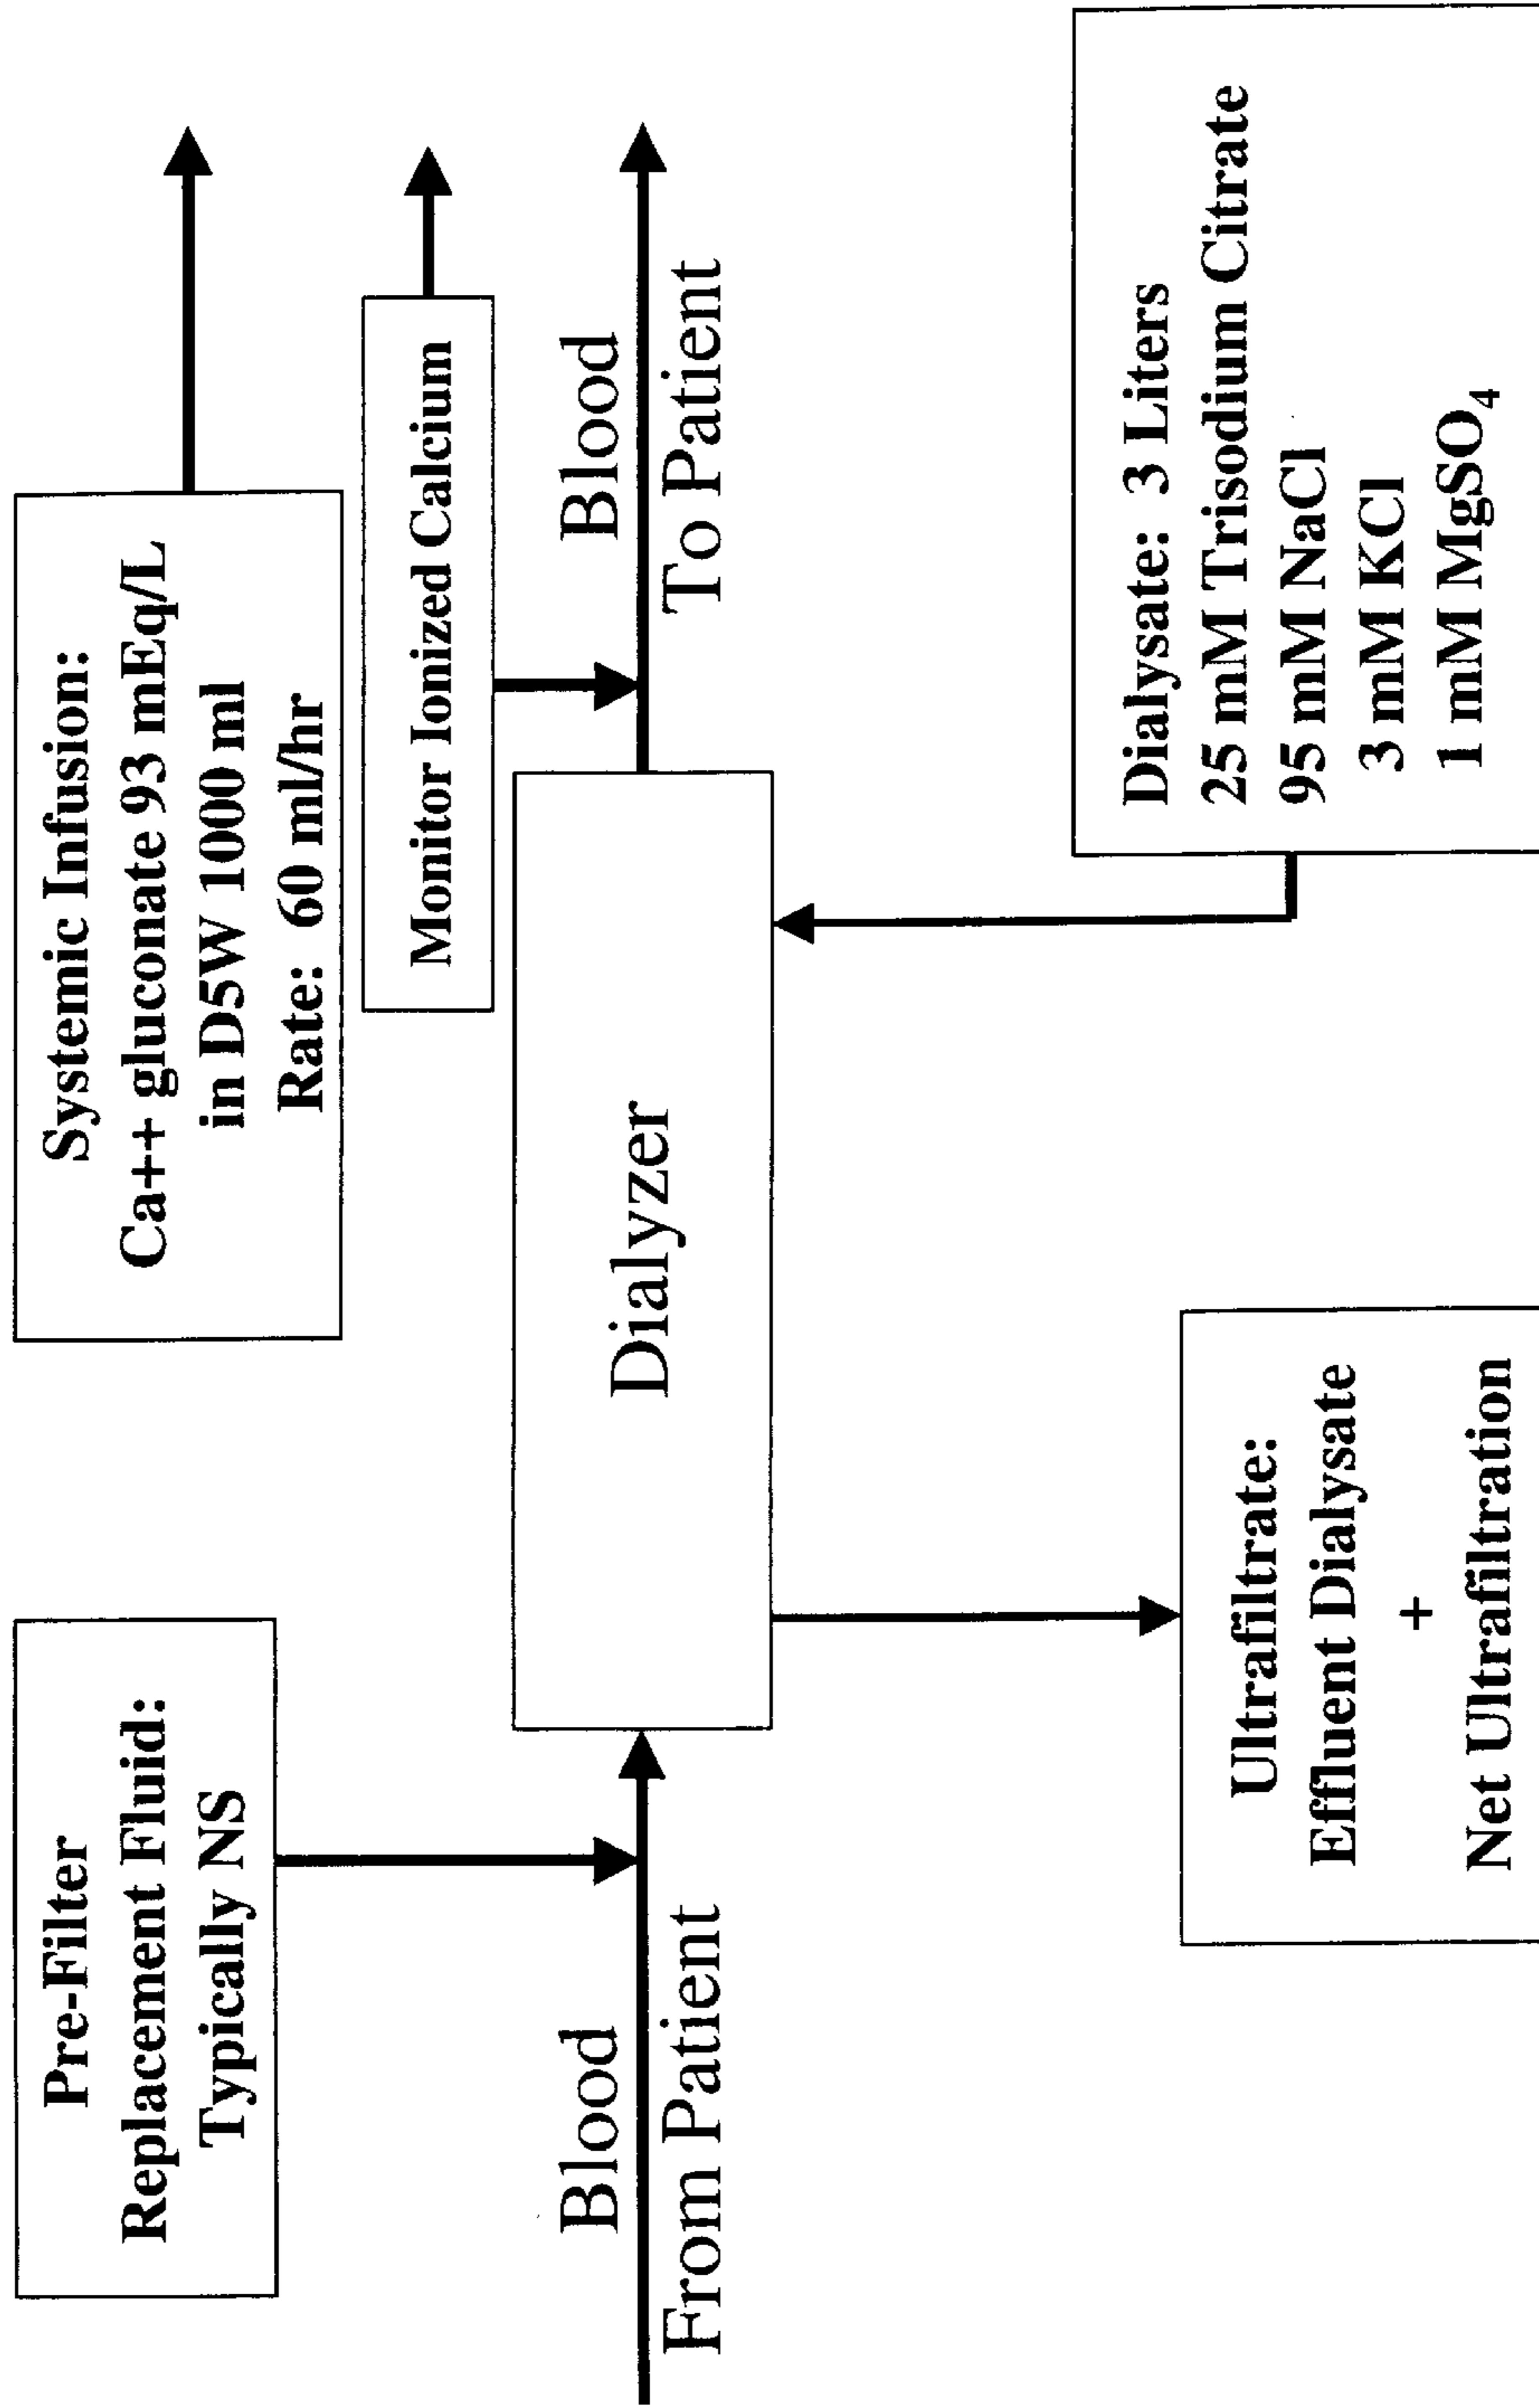 Pre-Filter
Replacement Fluid:
Typically NS
Systemic Infusion:
Ca++ gluconate 93 mEq/L
in D5W 1000 ml
Rate: 60 ml/hr
Monitor Ionized Calcium
Blood
From Patient
Dialyzer
Blood
To Patient
Ultrafiltrate:
Effluent Dialysate
+
Net Ultrafiltration
Dialysate: 3 Liters
25 mM Trisodium Citrate
95 mM NaCl
3 mM KCl
1 mM MgSO₄